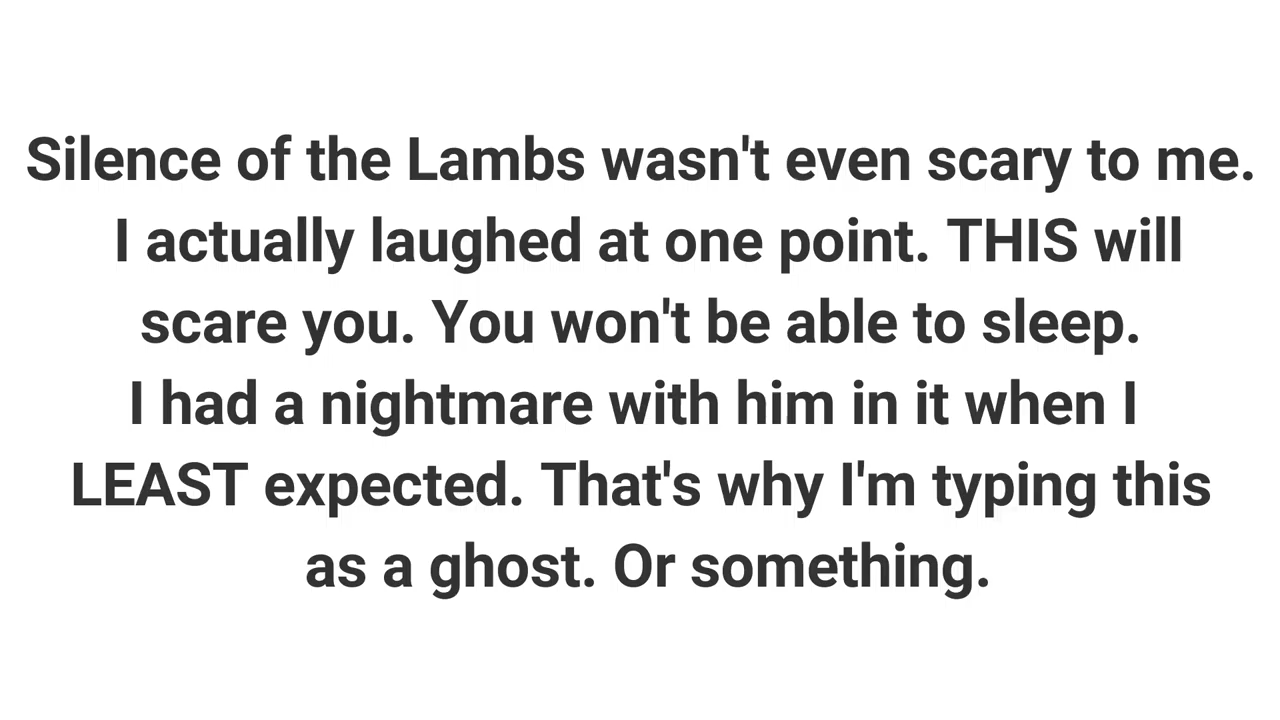 Silence of the Lambs wasn't even scary to me.
I actually laughed at one point. THIS will
scare you. You won't be able to sleep.
I had a nightmare with him in it when I
LEAST expected. That's why I'm typing this
as a ghost. Or something.